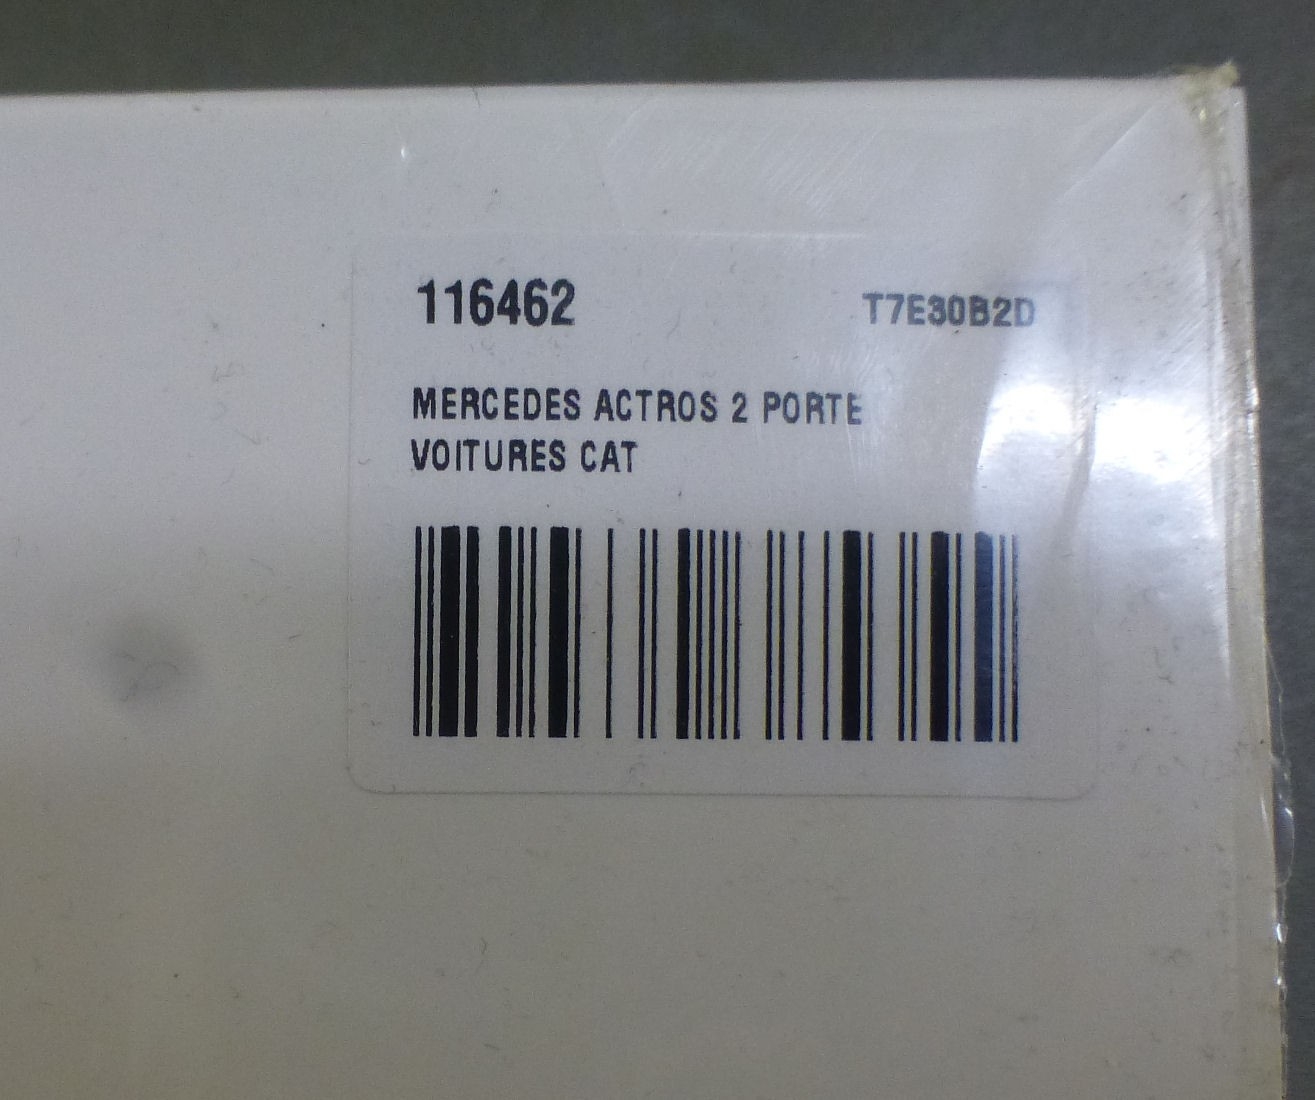 116462 T7E30B2D
MERCEDES ACTROS 2 PORTE
VOITURES CAT